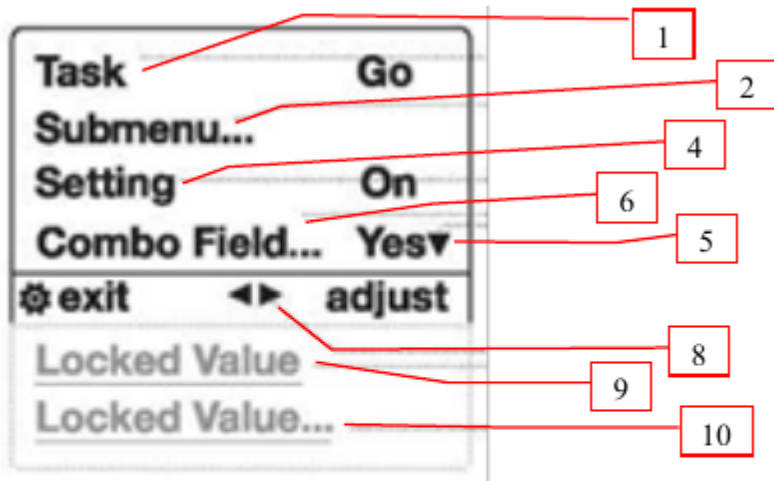 1
Task Go
2
Submenu...
4
Setting On
6
Combo Field... Yes▼
5
exit ◀▶ adjust
8
Locked Value
9
Locked Value...
10